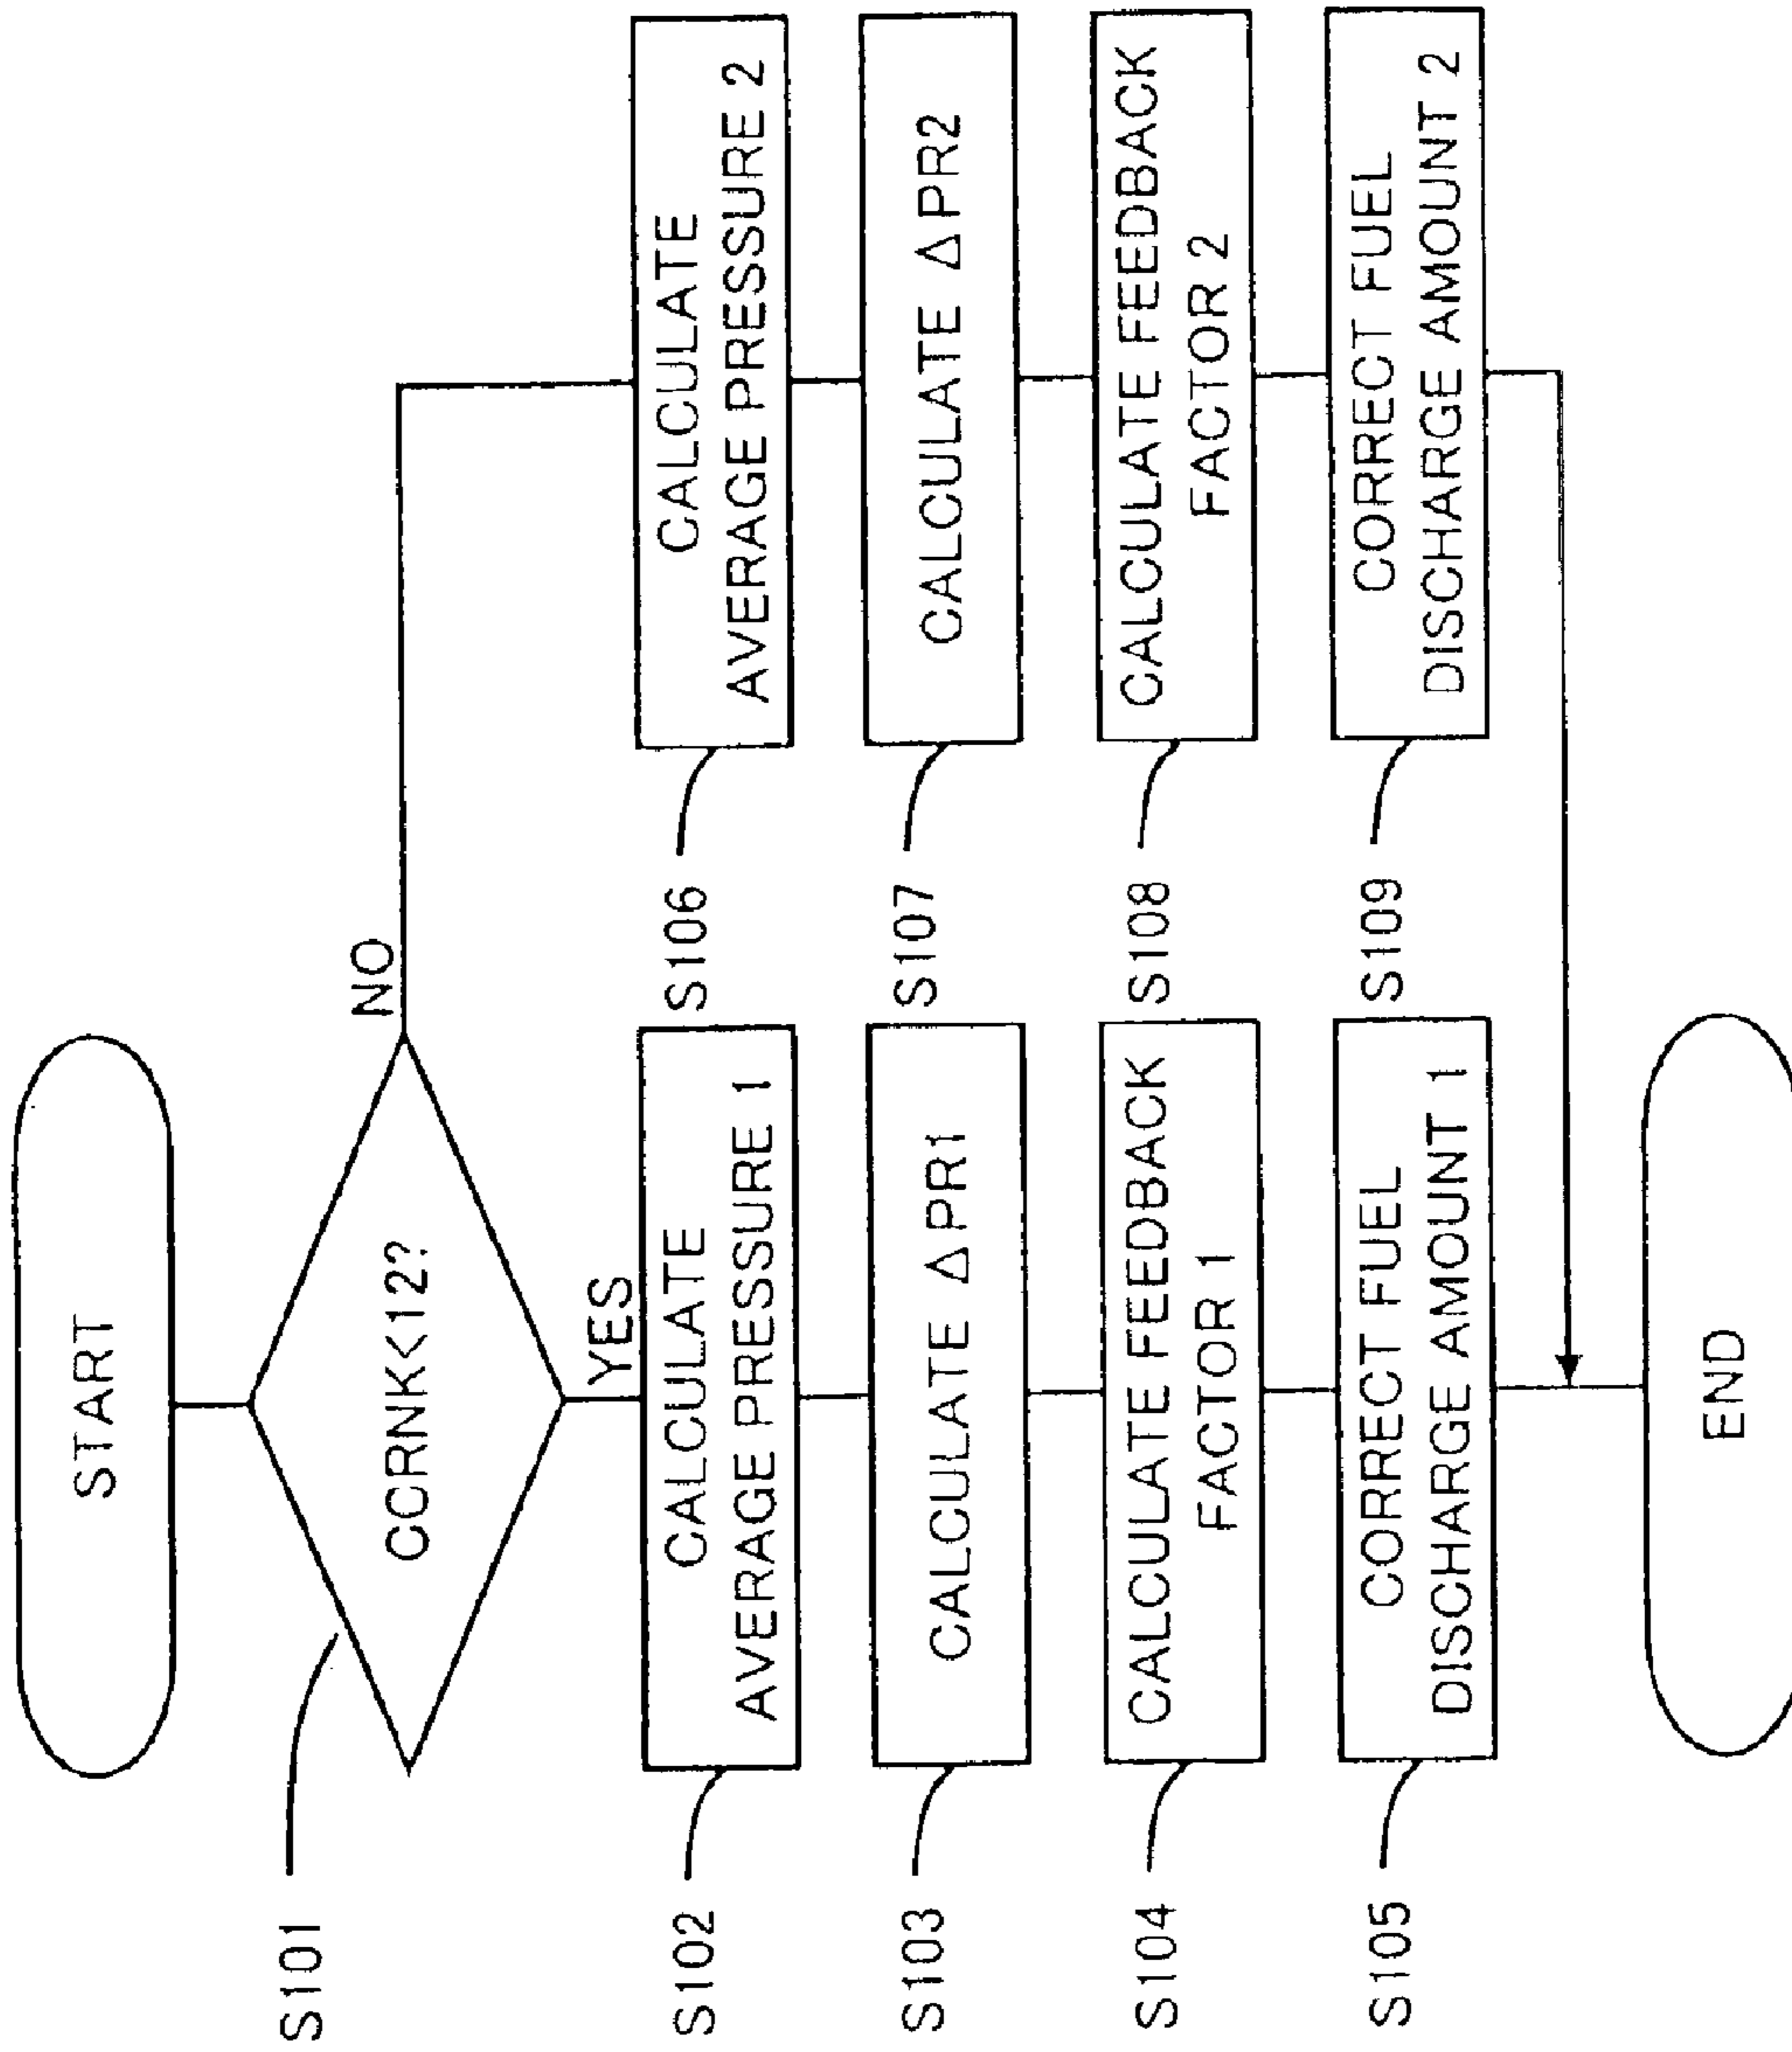 START
S101
CCRNK<12?
NO
YES
S102
CALCULATE
AVERAGE PRESSURE 1
S106
CALCULATE
AVERAGE PRESSURE 2
S103
CALCULATE ΔPR1
S107
CALCULATE ΔPR2
S104
CALCULATE FEEDBACK
FACTOR 1
S108
CALCULATE FEEDBACK
FACTOR 2
S105
CORRECT FUEL
DISCHARGE AMOUNT 1
S109
CORRECT FUEL
DISCHARGE AMOUNT 2
END